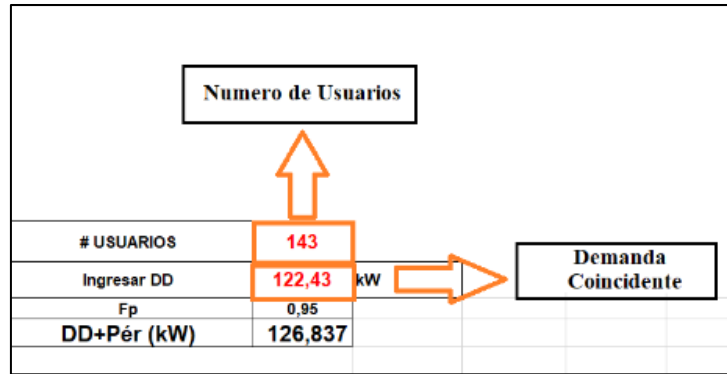 Numero de Usuarios
# USUARIOS 143
Ingresar DD 122,43 kW
Demanda
Coincidente
Fp 0,95
DD+Pér (kW) 126,837